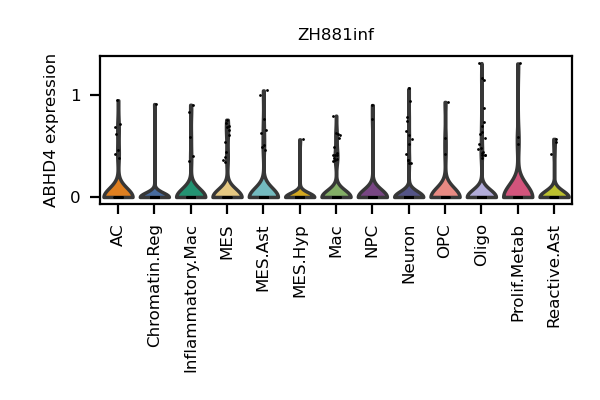 ZH881inf
ABHD4 expression
1
0
AC
Chromatin.Reg
Inflammatory.Mac
MES
MES.Ast
MES.Hyp
Mac
NPC
Neuron
OPC
Oligo
Prolif.Metab
Reactive.Ast